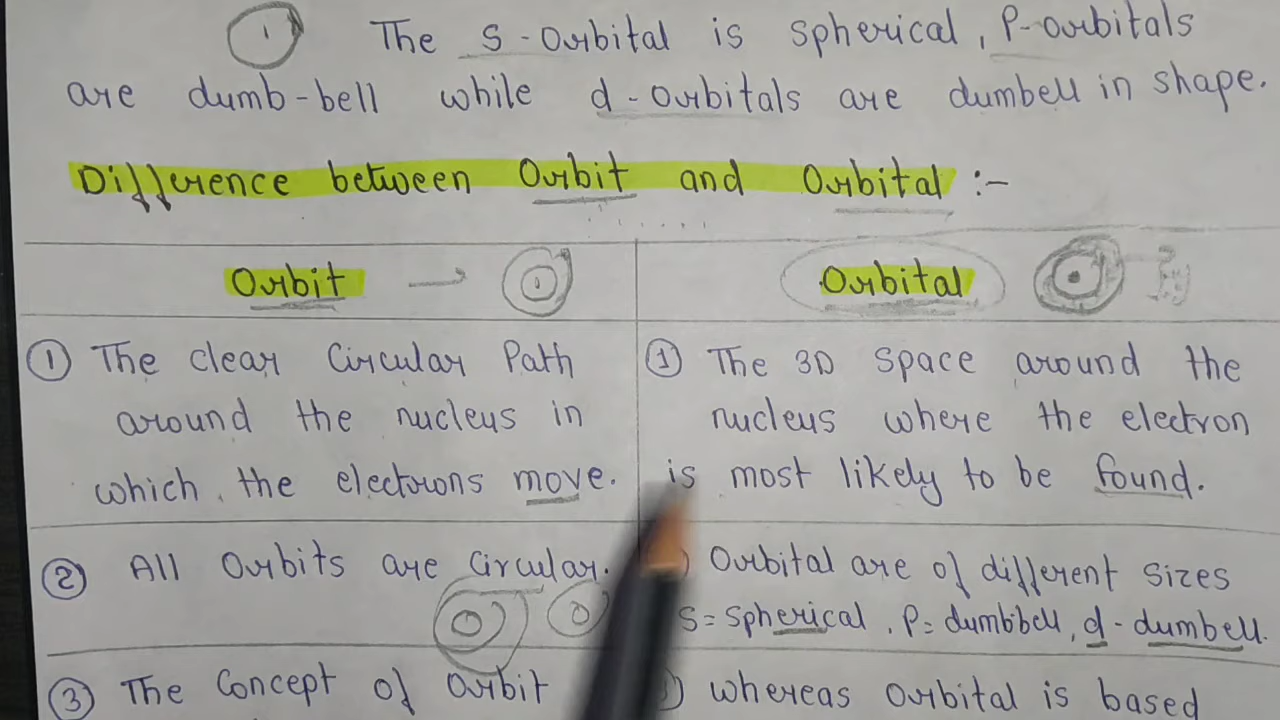 1 The s-orbital is spherical, P-orbitals
are dumb-bell while d-orbitals are dumbell in shape.
Difference between Orbit and Orbital :-
Orbit → Orbital
① The clear Circular Path
around the nucleus in
which the electrons move.
① The 3D space around the
nucleus where the electron
is most likely to be found.
② All Orbits are circular.
Orbital are of different sizes
S = spherical, P = dumbbell, d - dumbell.
③ The Concept of Orbit
whereas Orbital is based